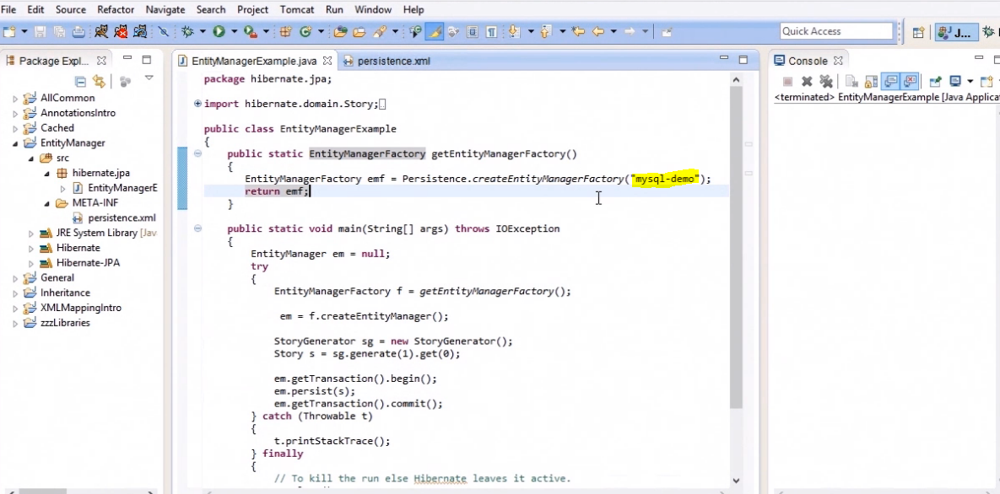 File Edit Source Refactor Navigate Search Project Tomcat Run Window Help
Quick Access
J...
Package Expl...
EntityManagerExample.java
persistence.xml
Console
AllCommon
AnnotationsIntro
Cached
EntityManager
src
hibernate.jpa
EntityManagerE
META-INF
persistence.xml
JRE System Library [Jav
Hibernate
Hibernate-JPA
General
Inheritance
XMLMappingIntro
zzzLibraries
package hibernate.jpa;
import hibernate.domain.Story;
public class EntityManagerExample
{
public static EntityManagerFactory getEntityManagerFactory()
{
EntityManagerFactory emf = Persistence.createEntityManagerFactory("mysql-demo");
return emf;
}
public static void main(String[] args) throws IOException
{
EntityManager em = null;
try
{
EntityManagerFactory f = getEntityManagerFactory();
em = f.createEntityManager();
StoryGenerator sg = new StoryGenerator();
Story s = sg.generate(1).get(0);
em.getTransaction().begin();
em.persist(s);
em.getTransaction().commit();
} catch (Throwable t)
{
t.printStackTrace();
} finally
{
// To kill the run else Hibernate leaves it active.
<terminated> EntityManagerExample [Java Applica